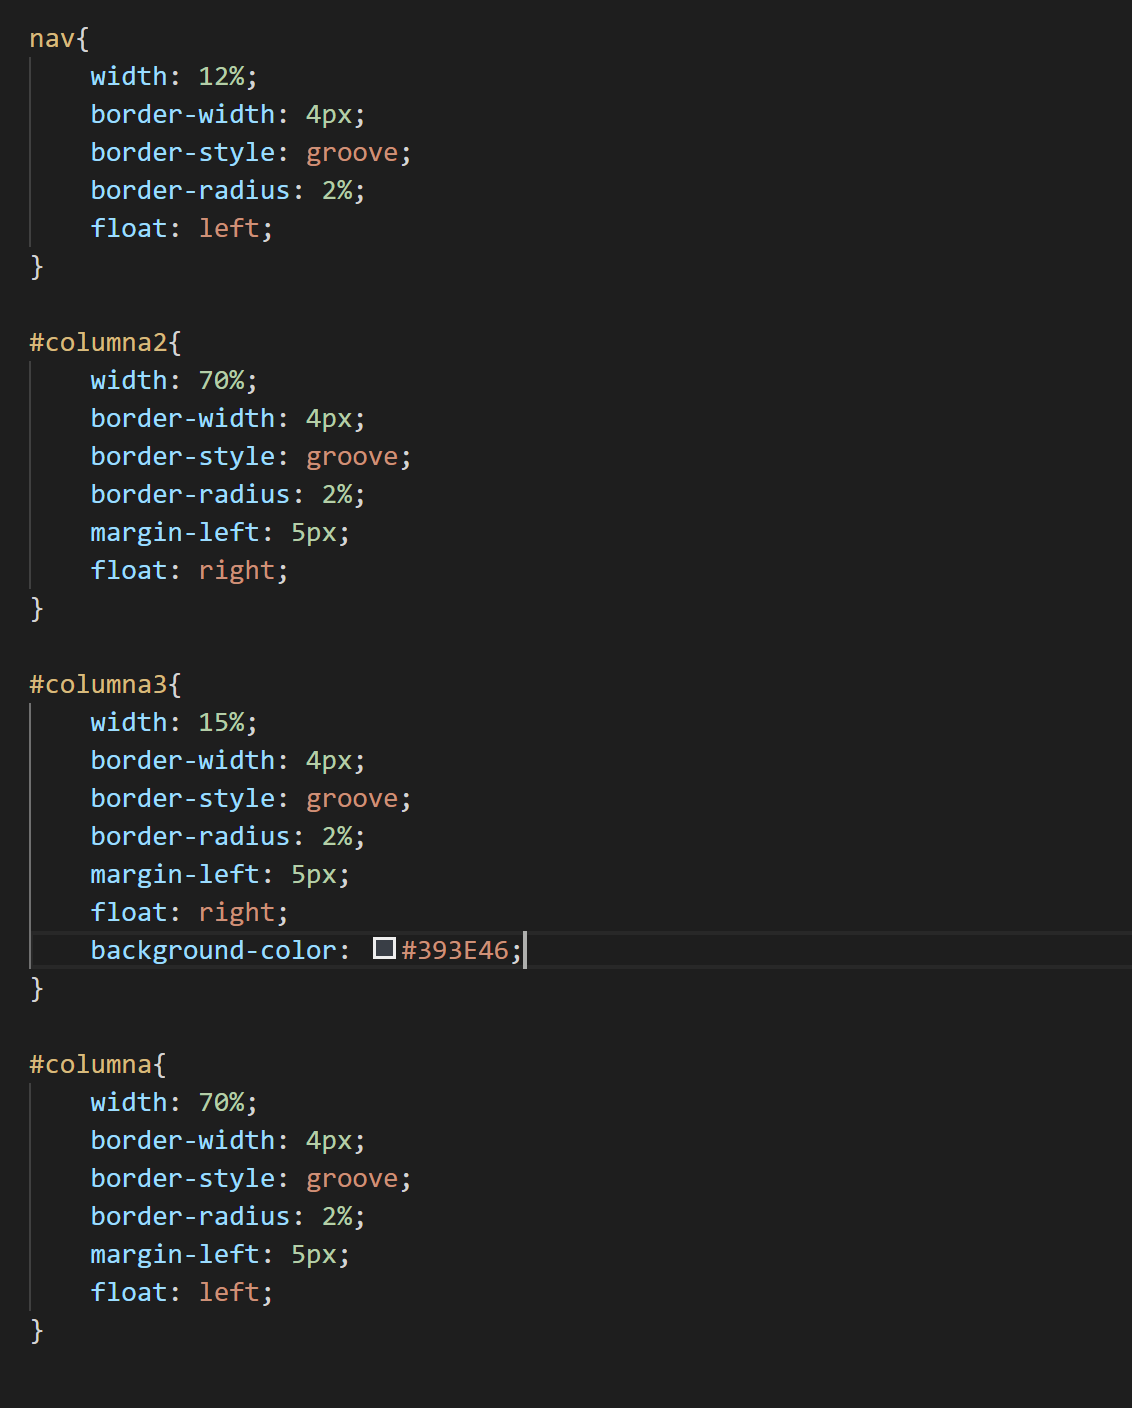 nav{
    width: 12%;
    border-width: 4px;
    border-style: groove;
    border-radius: 2%;
    float: left;
}

#columna2{
    width: 70%;
    border-width: 4px;
    border-style: groove;
    border-radius: 2%;
    margin-left: 5px;
    float: right;
}

#columna3{
    width: 15%;
    border-width: 4px;
    border-style: groove;
    border-radius: 2%;
    margin-left: 5px;
    float: right;
    background-color: #393E46;
}

#columna{
    width: 70%;
    border-width: 4px;
    border-style: groove;
    border-radius: 2%;
    margin-left: 5px;
    float: left;
}